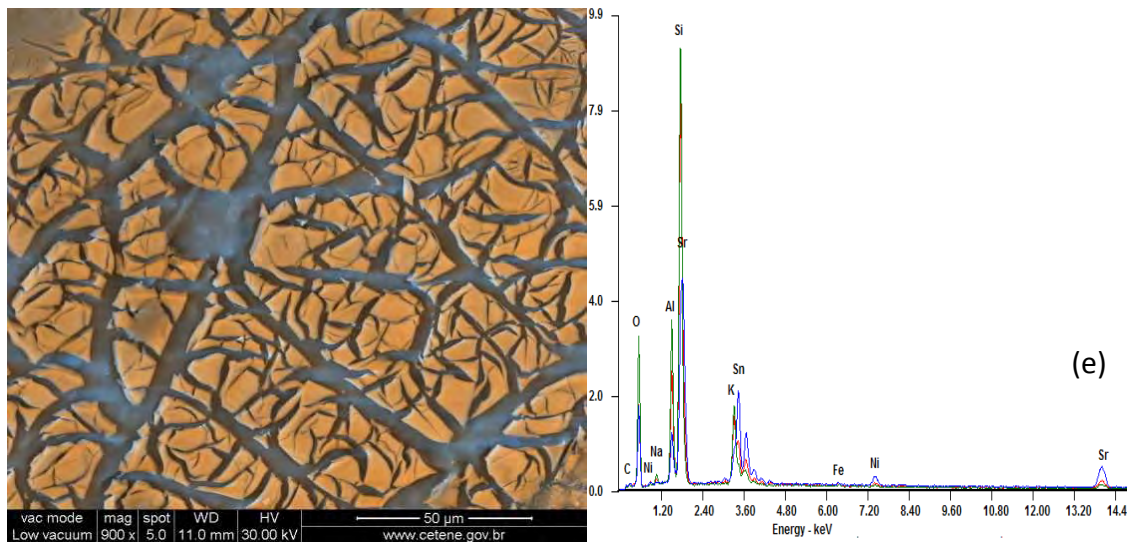 vac mode mag spot WD HV
Low vacuum 900 x 5.0 11.0 mm 30.00 kV
50 µm
www.cetene.gov.br
9.9
7.9
5.9
4.0
2.0
0.0
Si
Sr
Al
O
Sn
K
C
Ni
Na
Fe
Ni
Sr
(e)
1.20 2.40 3.60 4.80 6.00 7.20 8.40 9.60 10.80 12.00 13.20 14.4
Energy - keV